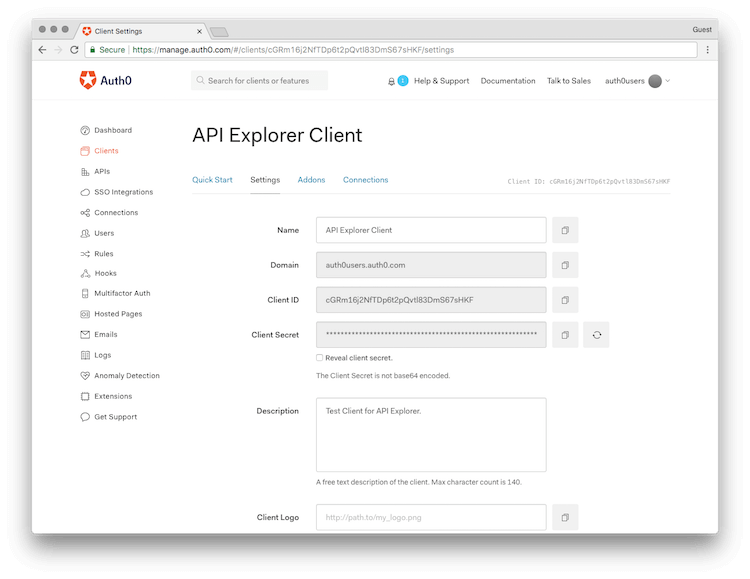 Client Settings
Guest
Secure https://manage.auth0.com/#/clients/cGRm16j2NfTDp6t2pQvtl83DmS67sHKF/settings
Auth0
Search for clients or features
1
Help & Support
Documentation
Talk to Sales
auth0users
Dashboard
Clients
APIs
SSO Integrations
Connections
Users
Rules
Hooks
Multifactor Auth
Hosted Pages
Emails
Logs
Anomaly Detection
Extensions
Get Support
API Explorer Client
Quick Start
Settings
Addons
Connections
Client ID: cGRm16j2NfTDp6t2pQvtl83DmS67sHKF
Name
API Explorer Client
Domain
auth0users.auth0.com
Client ID
cGRm16j2NfTDp6t2pQvtl83DmS67sHKF
Client Secret
**********************************************************
Reveal client secret.
The Client Secret is not base64 encoded.
Description
Test Client for API Explorer.
A free text description of the client. Max character count is 140.
Client Logo
http://path.to/my_logo.png